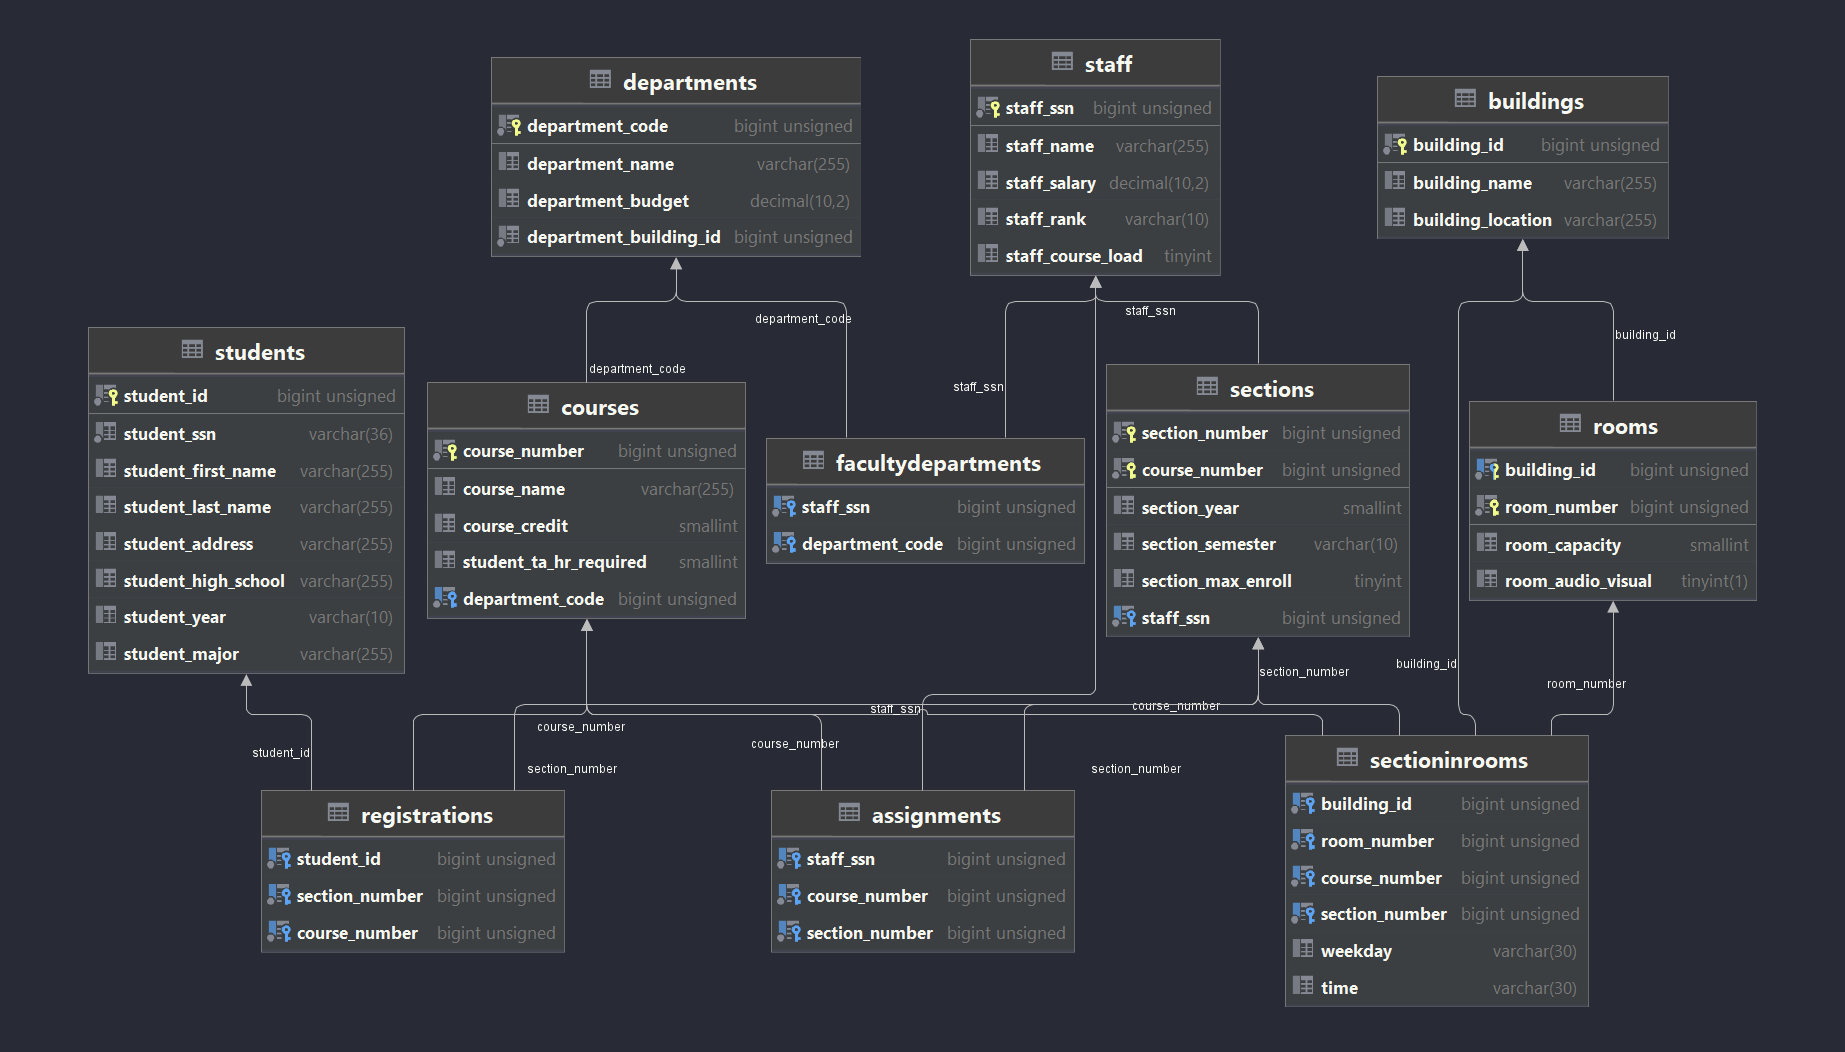 departments
department_code bigint unsigned
department_name varchar(255)
department_budget decimal(10,2)
department_building_id bigint unsigned
staff
staff_ssn bigint unsigned
staff_name varchar(255)
staff_salary decimal(10,2)
staff_rank varchar(10)
staff_course_load tinyint
buildings
building_id bigint unsigned
building_name varchar(255)
building_location varchar(255)
department_code
staff_ssn
building_id
department_code
staff_ssn
students
student_id bigint unsigned
student_ssn varchar(36)
student_first_name varchar(255)
student_last_name varchar(255)
student_address varchar(255)
student_high_school varchar(255)
student_year varchar(10)
student_major varchar(255)
courses
course_number bigint unsigned
course_name varchar(255)
course_credit smallint
student_ta_hr_required smallint
department_code bigint unsigned
facultydepartments
staff_ssn bigint unsigned
department_code bigint unsigned
sections
section_number bigint unsigned
course_number bigint unsigned
section_year smallint
section_semester varchar(10)
section_max_enroll tinyint
staff_ssn bigint unsigned
rooms
building_id bigint unsigned
room_number bigint unsigned
room_capacity smallint
room_audio_visual tinyint(1)
section_number
building_id
room_number
staff_ssn
course_number
course_number
course_number
student_id
section_number
section_number
registrations
student_id bigint unsigned
section_number bigint unsigned
course_number bigint unsigned
assignments
staff_ssn bigint unsigned
course_number bigint unsigned
section_number bigint unsigned
sectioninrooms
building_id bigint unsigned
room_number bigint unsigned
course_number bigint unsigned
section_number bigint unsigned
weekday varchar(30)
time varchar(30)